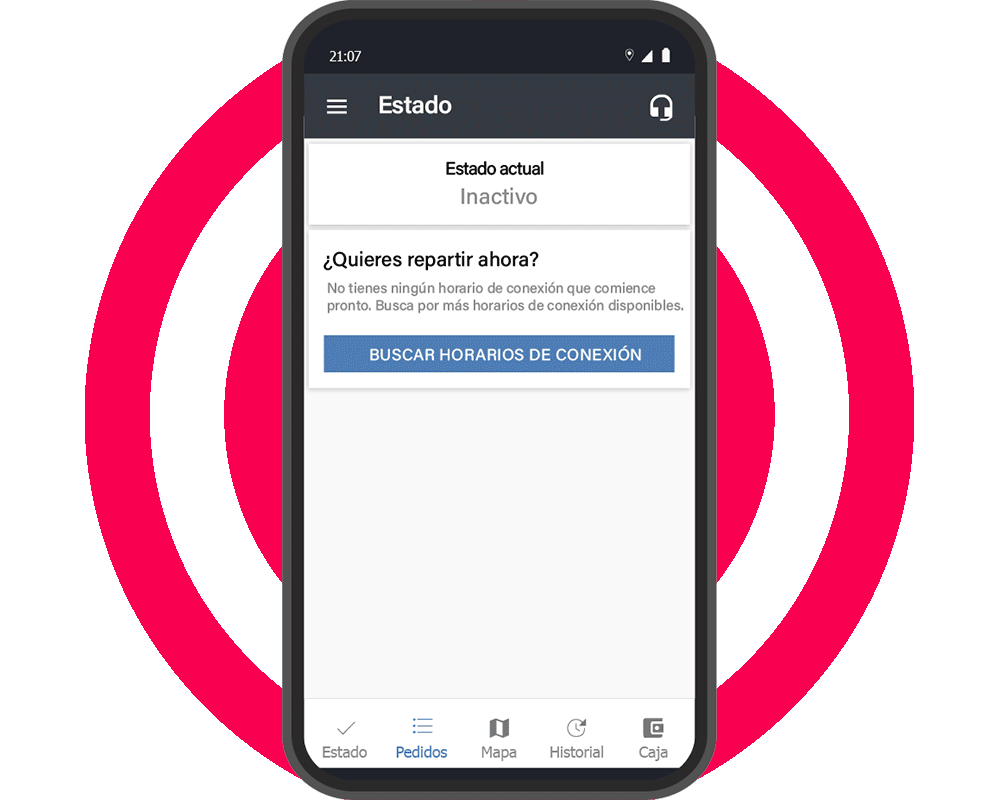 21:07
Estado
Estado actual
Inactivo
¿Quieres repartir ahora?
No tienes ningún horario de conexión que comience
pronto. Busca por más horarios de conexión disponibles.
BUSCAR HORARIOS DE CONEXIÓN
Estado Pedidos Mapa Historial Caja